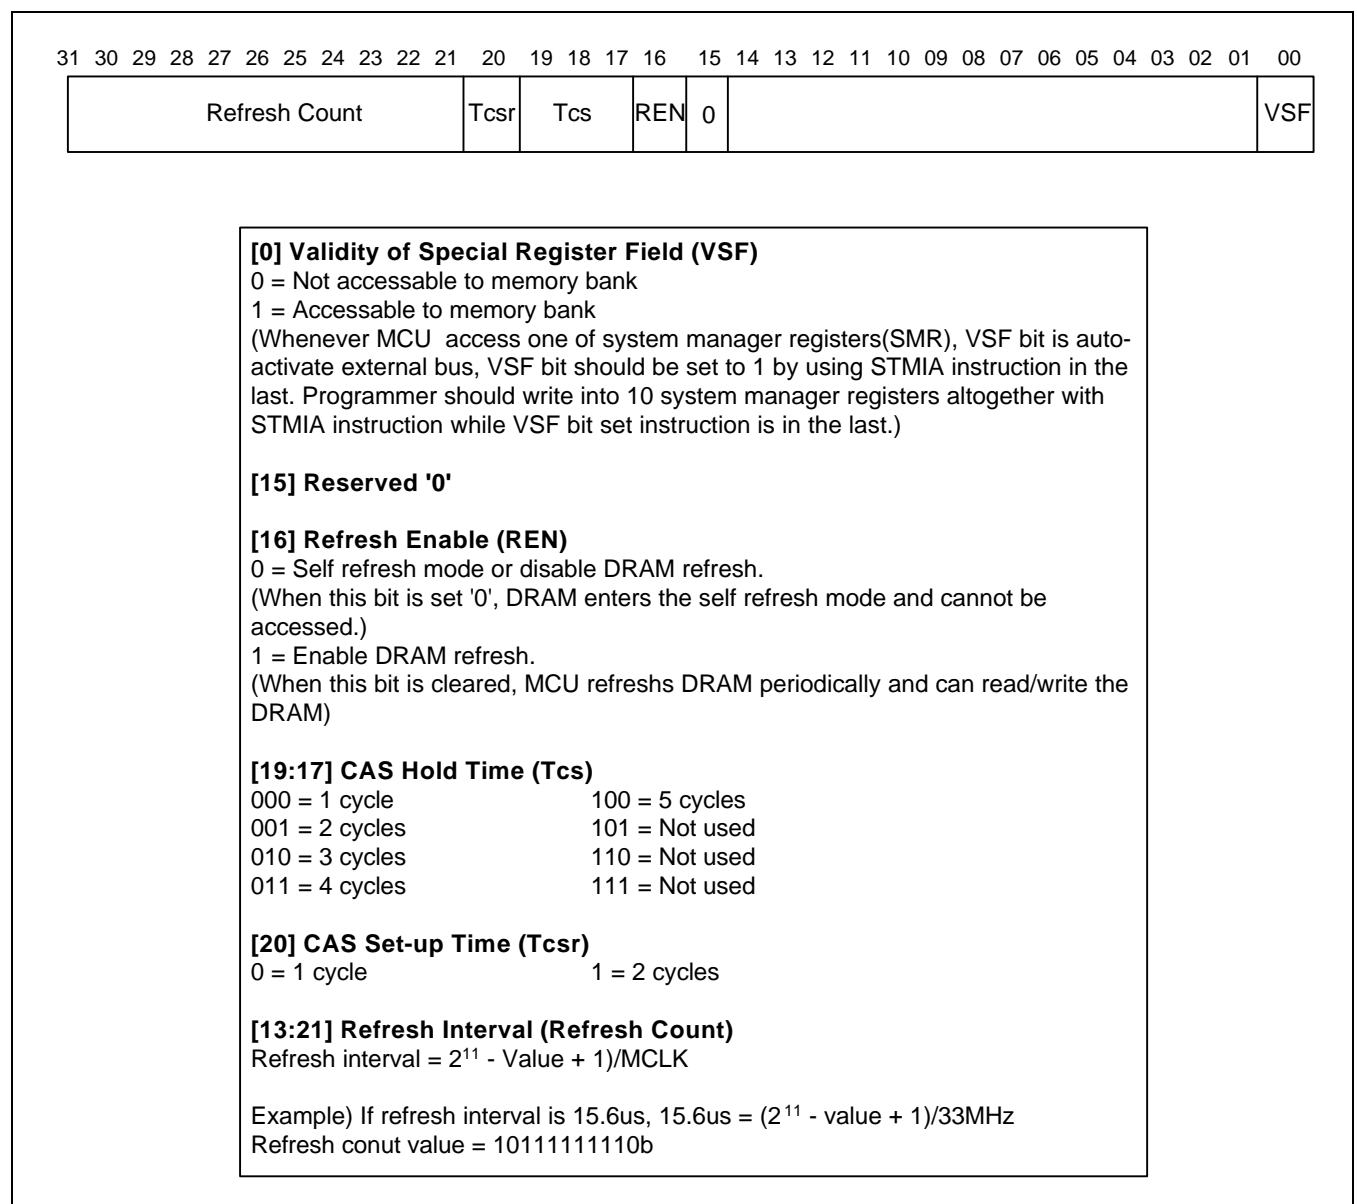 31 30 29 28 27 26 25 24 23 22 21 20 19 18 17 16 15 14 13 12 11 10 09 08 07 06 05 04 03 02 01 00
Refresh Count Tcsr Tcs REN 0 VSF
[0] Validity of Special Register Field (VSF)
0 = Not accessable to memory bank
1 = Accessable to memory bank
(Whenever MCU access one of system manager registers(SMR), VSF bit is auto-
activate external bus, VSF bit should be set to 1 by using STMIA instruction in the
last. Programmer should write into 10 system manager registers altogether with
STMIA instruction while VSF bit set instruction is in the last.)
[15] Reserved '0'
[16] Refresh Enable (REN)
0 = Self refresh mode or disable DRAM refresh.
(When this bit is set '0', DRAM enters the self refresh mode and cannot be
accessed.)
1 = Enable DRAM refresh.
(When this bit is cleared, MCU refreshs DRAM periodically and can read/write the
DRAM)
[19:17] CAS Hold Time (Tcs)
000 = 1 cycle 100 = 5 cycles
001 = 2 cycles 101 = Not used
010 = 3 cycles 110 = Not used
011 = 4 cycles 111 = Not used
[20] CAS Set-up Time (Tcsr)
0 = 1 cycle 1 = 2 cycles
[13:21] Refresh Interval (Refresh Count)
Refresh interval = 2¹¹ - Value + 1)/MCLK
Example) If refresh interval is 15.6us, 15.6us = (2¹¹ - value + 1)/33MHz
Refresh conut value = 10111111110b